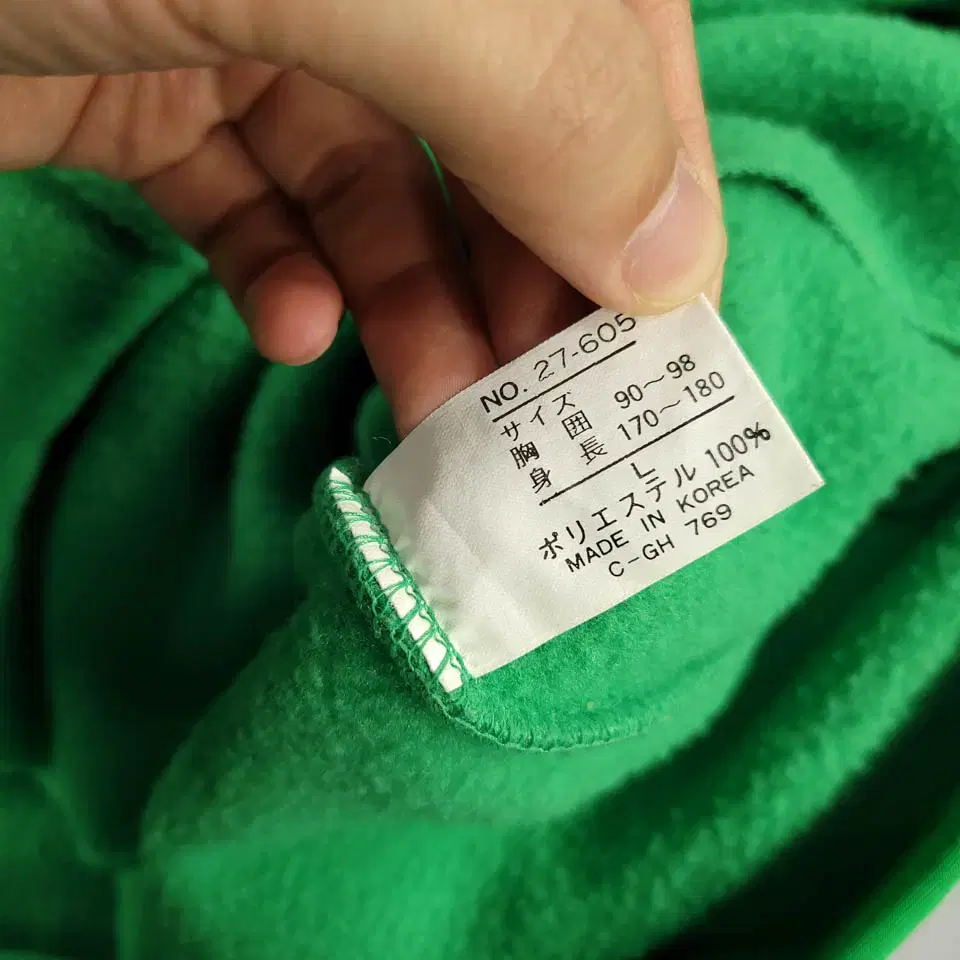 NO. 27-605
サイズ
胸囲 90～98
身長 170～180
L
ポリエステル 100%
MADE IN KOREA
C-GH 769